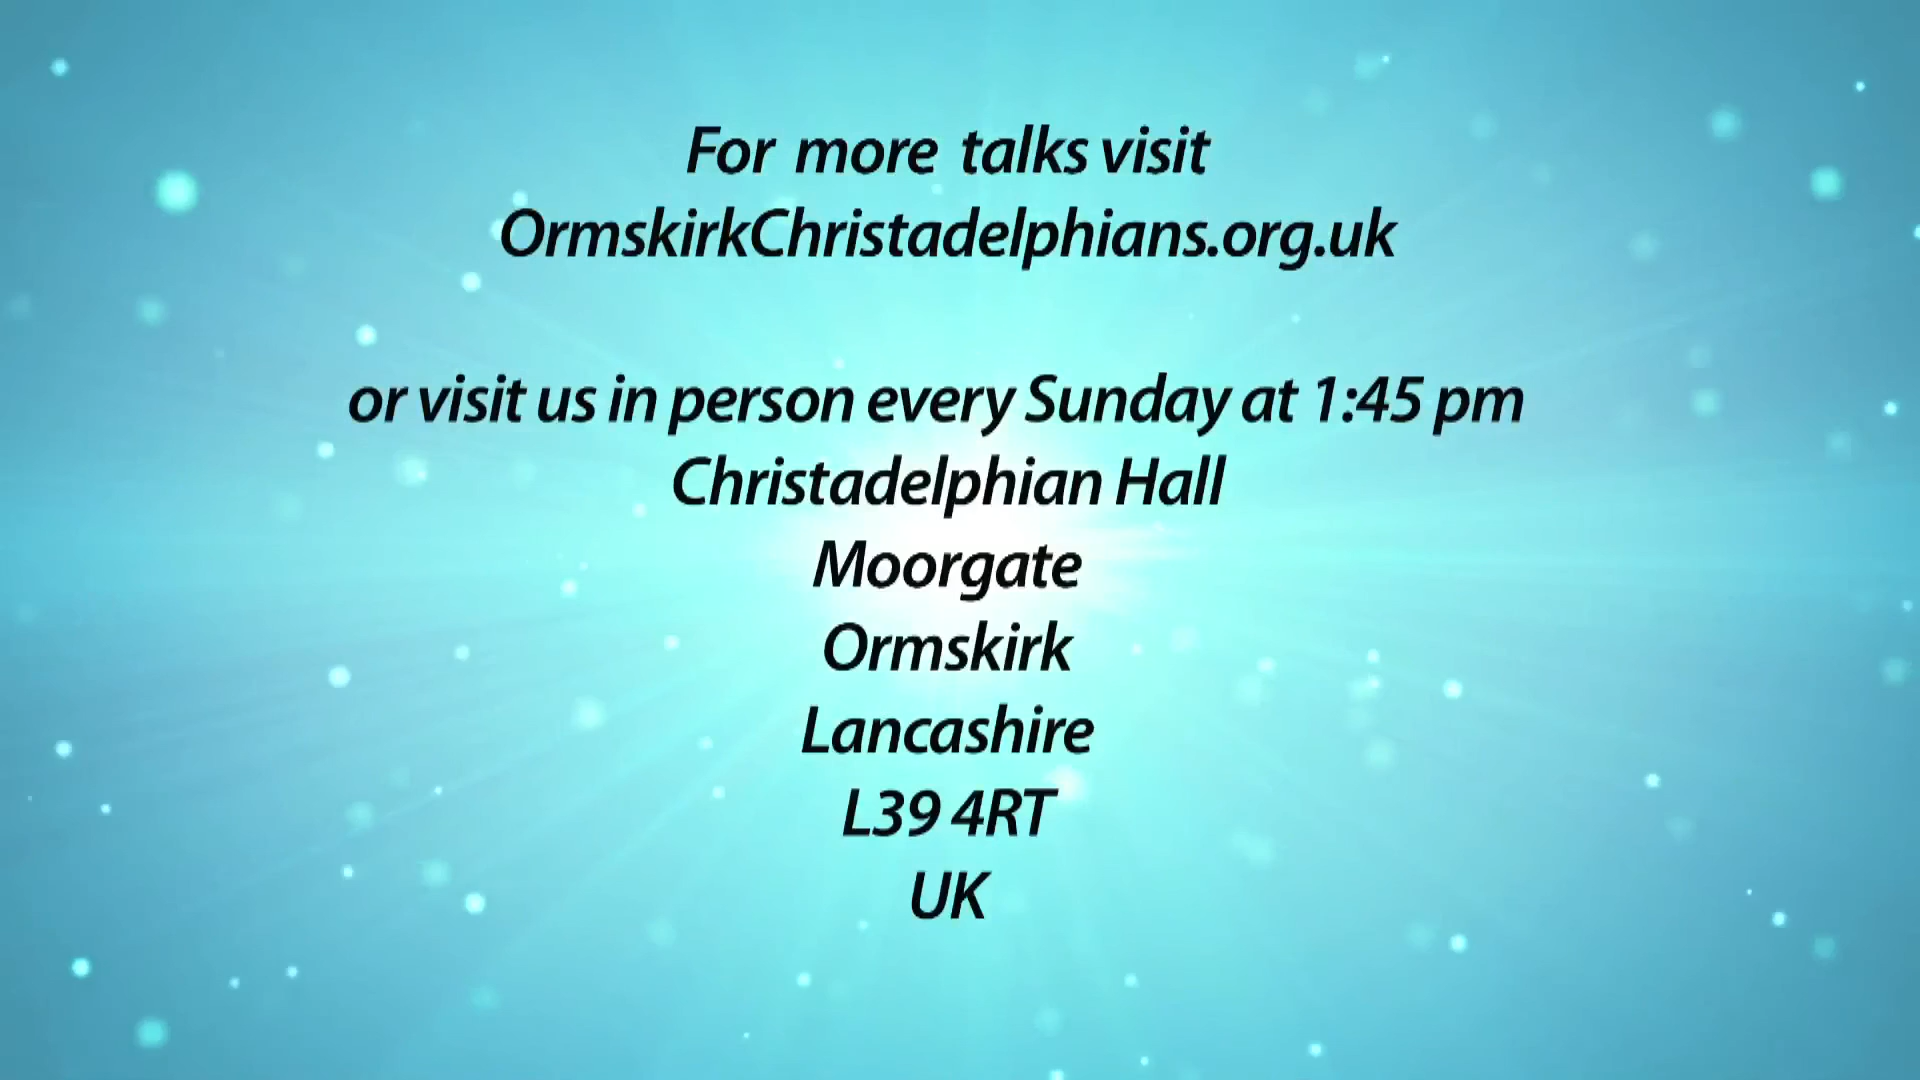 For more talks visit
OrmskirkChristadelphians.org.uk
or visit us in person every Sunday at 1:45 pm
Christadelphian Hall
Moorgate
Ormskirk
Lancashire
L39 4RT
UK